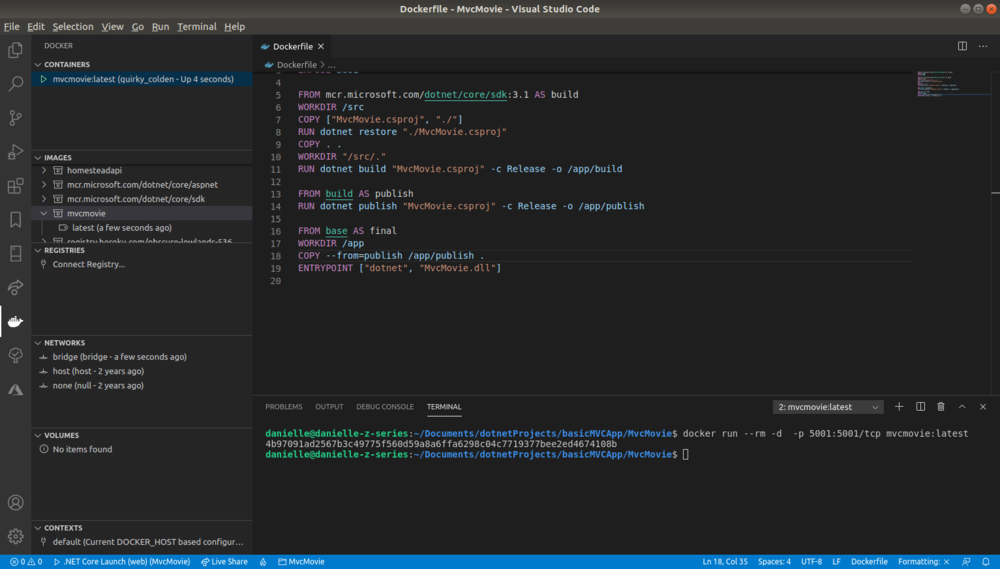 Dockerfile - MvcMovie - Visual Studio Code
File Edit Selection View Go Run Terminal Help
DOCKER
CONTAINERS
mvcmovie:latest (quirky_colden - Up 4 seconds)
IMAGES
homesteadapi
mcr.microsoft.com/dotnet/core/aspnet
mcr.microsoft.com/dotnet/core/sdk
mvcmovie
latest (a few seconds ago)
registry.heroku.com/obscure-lowlands-536
REGISTRIES
Connect Registry...
NETWORKS
bridge (bridge - a few seconds ago)
host (host - 2 years ago)
none (null - 2 years ago)
VOLUMES
No items found
CONTEXTS
default (Current DOCKER_HOST based configur...
Dockerfile
Dockerfile > ...
4
5 FROM mcr.microsoft.com/dotnet/core/sdk:3.1 AS build
6 WORKDIR /src
7 COPY ["MvcMovie.csproj", "./"]
8 RUN dotnet restore "./MvcMovie.csproj"
9 COPY . .
10 WORKDIR "/src/."
11 RUN dotnet build "MvcMovie.csproj" -c Release -o /app/build
12
13 FROM build AS publish
14 RUN dotnet publish "MvcMovie.csproj" -c Release -o /app/publish
15
16 FROM base AS final
17 WORKDIR /app
18 COPY --from=publish /app/publish .
19 ENTRYPOINT ["dotnet", "MvcMovie.dll"]
20
PROBLEMS OUTPUT DEBUG CONSOLE TERMINAL 2: mvcmovie:latest
danielle@danielle-z-series:~/Documents/dotnetProjects/basicMVCApp/MvcMovie$ docker run --rm -d  -p 5001:5001/tcp mvcmovie:latest
4b97091ad2567b3c49775f560d59a8a6ffa6298c04c7719377bee2ed4674108b
danielle@danielle-z-series:~/Documents/dotnetProjects/basicMVCApp/MvcMovie$
0 0 .NET Core Launch (web) (MvcMovie) Live Share MvcMovie Ln 18, Col 35 Spaces: 4 UTF-8 LF Dockerfile Formatting: ×